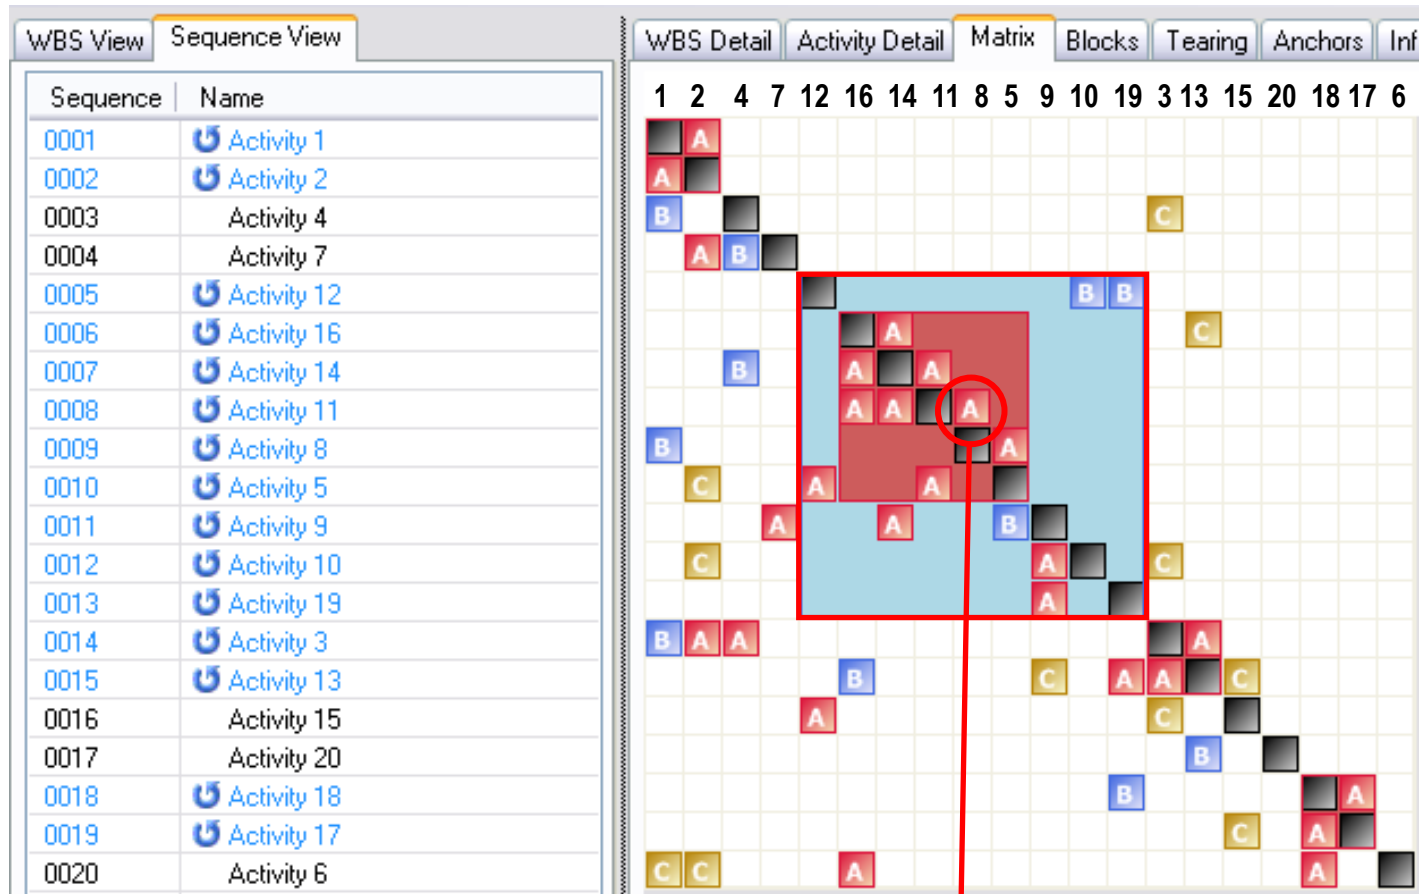 WBS View Sequence View WBS Detail Activity Detail Matrix Blocks Tearing Anchors Inf
Sequence Name 1 2 4 7 12 16 14 11 8 5 9 10 19 3 13 15 20 18 17 6
0001 Activity 1 A
0002 Activity 2 A
0003 Activity 4 B C
0004 Activity 7 A B
0005 Activity 12 B B
0006 Activity 16 A C
0007 Activity 14 B A A
0008 Activity 11 A A A
0009 Activity 8 B A
0010 Activity 5 C A A
0011 Activity 9 A A B
0012 Activity 10 C A C
0013 Activity 19 A
0014 Activity 3 B A A A
0015 Activity 13 B C A A C
0016 Activity 15 A C
0017 Activity 20 B
0018 Activity 18 B A
0019 Activity 17 C A
0020 Activity 6 C C A A